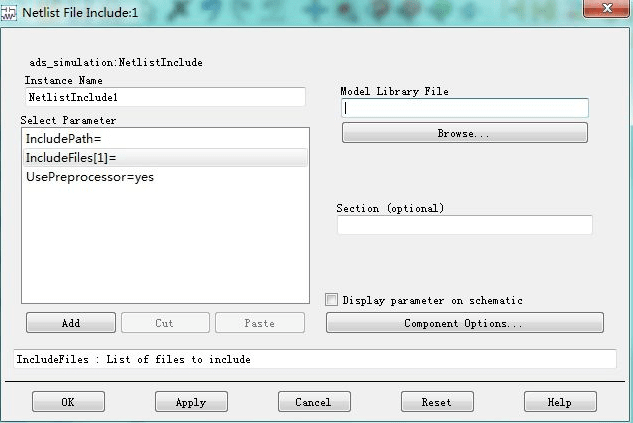 Netlist File Include:1
ads_simulation:NetlistInclude
Instance Name
NetlistInclude1
Select Parameter
IncludePath=
IncludeFiles[1]=
UsePreprocessor=yes
Add
Cut
Paste
Model Library File
Browse...
Section (optional)
Display parameter on schematic
Component Options...
IncludeFiles : List of files to include
OK
Apply
Cancel
Reset
Help